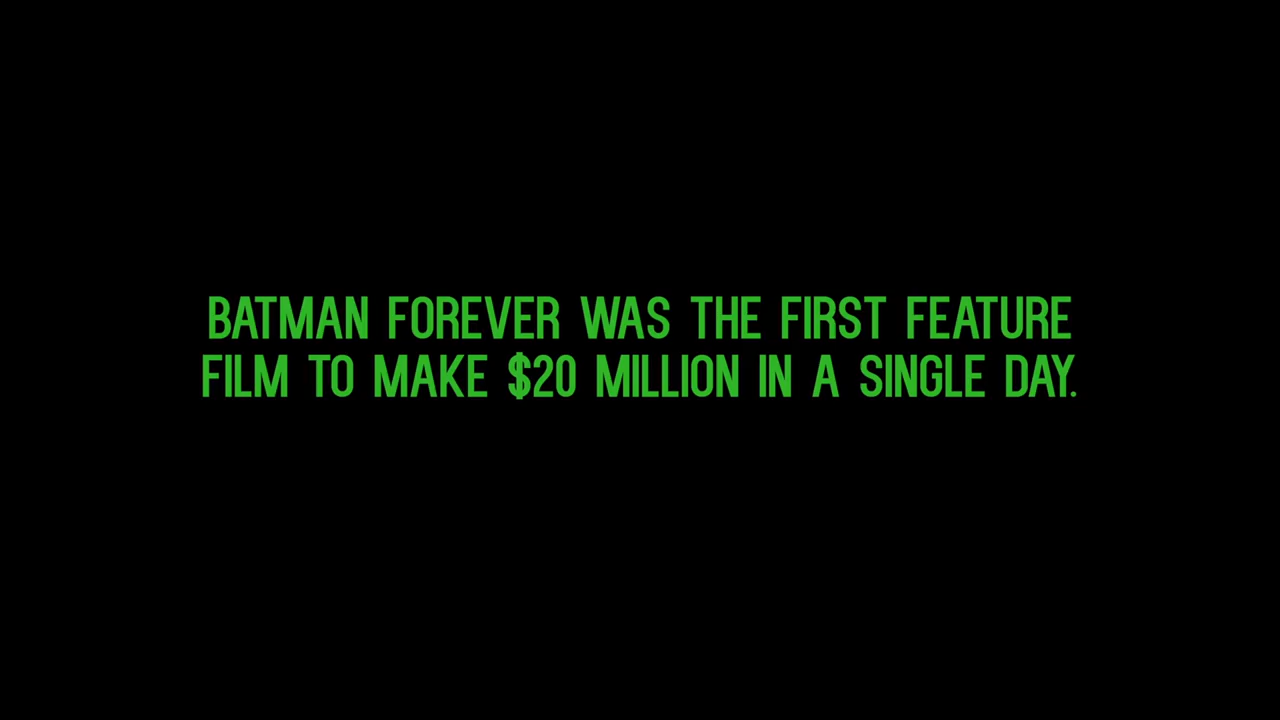 BATMAN FOREVER WAS THE FIRST FEATURE
FILM TO MAKE $20 MILLION IN A SINGLE DAY.